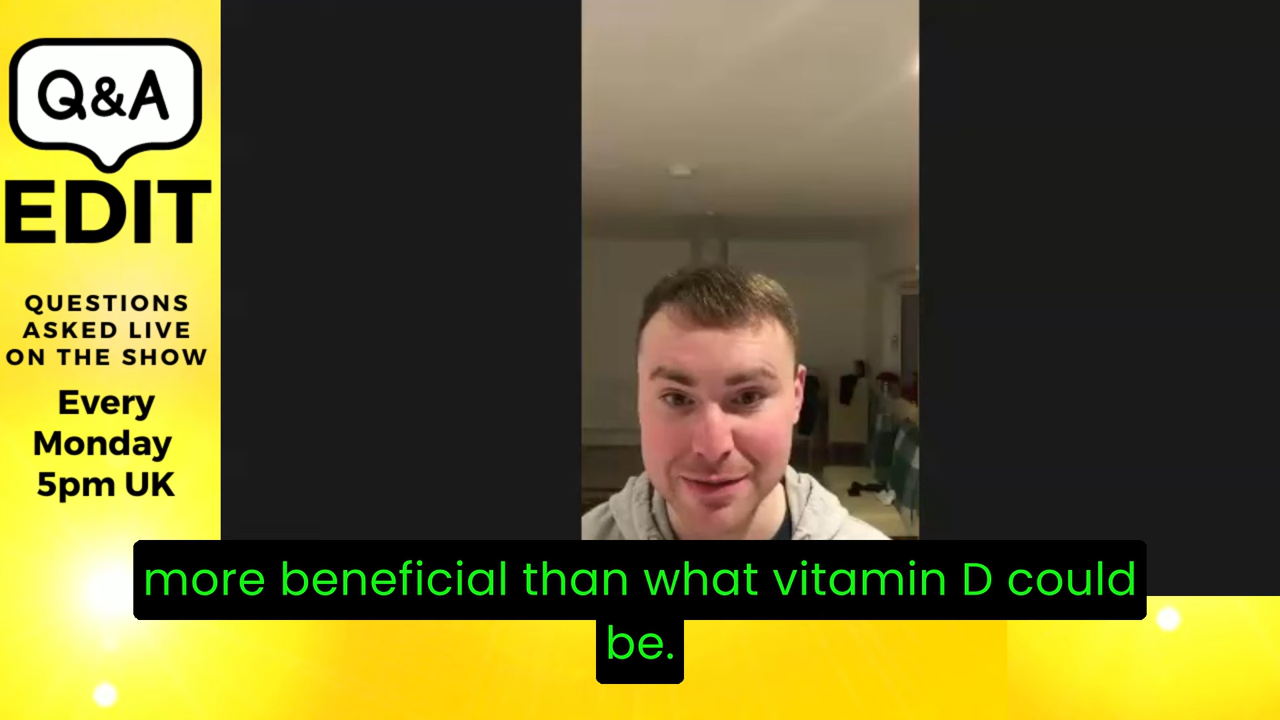 Q&A
EDIT
QUESTIONS
ASKED LIVE
ON THE SHOW
Every
Monday
5pm UK
more beneficial than what vitamin D could
be.